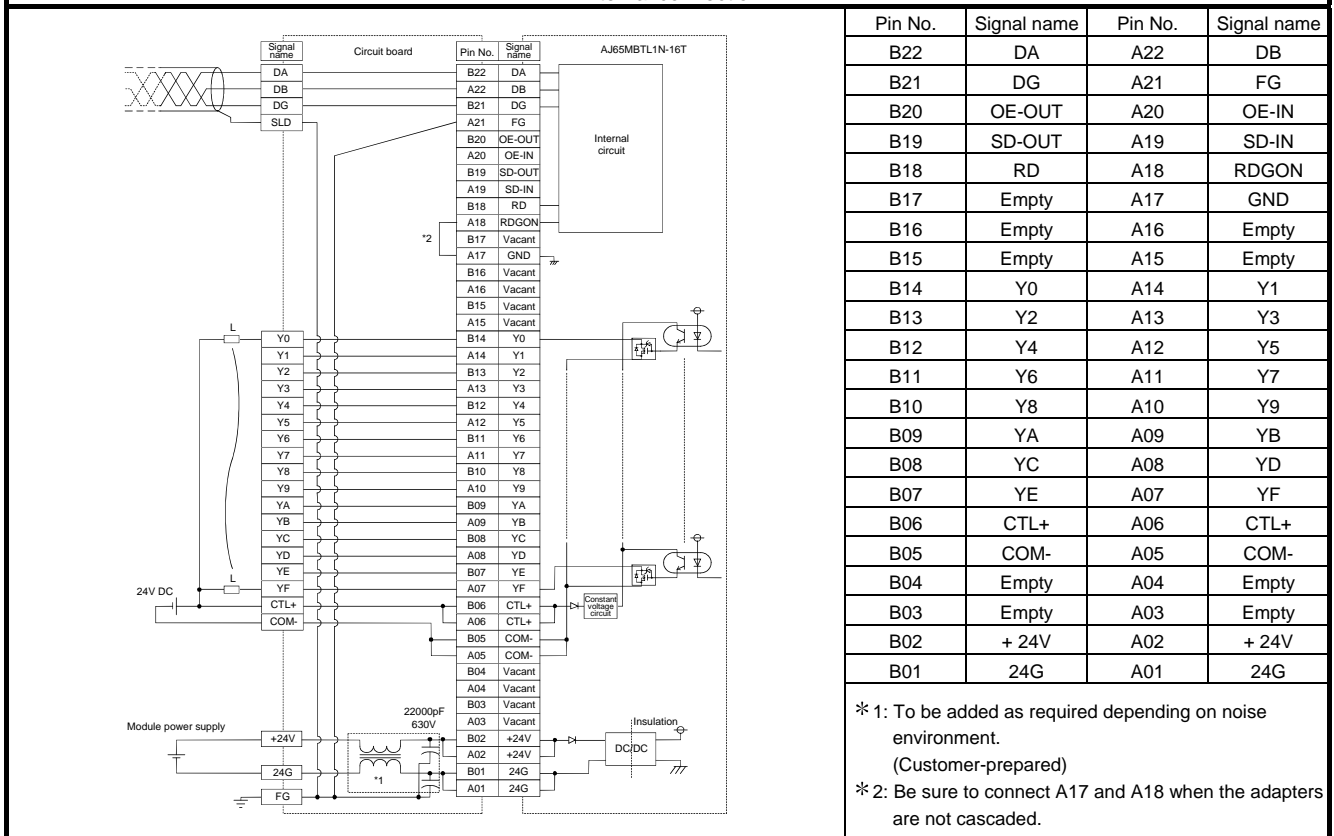 Signal name Circuit board Pin No. Signal name AJ65MBTL1N-16T
DA B22 DA
DB A22 DB
DG B21 DG
SLD A21 FG
B20 OE-OUT
A20 OE-IN
B19 SD-OUT
A19 SD-IN
B18 RD
A18 RDGON
*2 B17 Vacant
A17 GND
B16 Vacant
A16 Vacant
B15 Vacant
A15 Vacant
Internal circuit
L
Y0 B14 Y0
Y1 A14 Y1
Y2 B13 Y2
Y3 A13 Y3
Y4 B12 Y4
Y5 A12 Y5
Y6 B11 Y6
Y7 A11 Y7
Y8 B10 Y8
Y9 A10 Y9
YA B09 YA
YB A09 YB
YC B08 YC
YD A08 YD
YE B07 YE
L
YF A07 YF
24V DC
CTL+ B06 CTL+
COM- A06 CTL+
B05 COM-
A05 COM-
B04 Vacant
A04 Vacant
B03 Vacant
A03 Vacant
Constant voltage circuit
22000pF
630V
Module power supply
Insulation
+24V B02 +24V
A02 +24V
DC/DC
24G *1 B01 24G
FG A01 24G
Pin No. Signal name Pin No. Signal name
B22 DA A22 DB
B21 DG A21 FG
B20 OE-OUT A20 OE-IN
B19 SD-OUT A19 SD-IN
B18 RD A18 RDGON
B17 Empty A17 GND
B16 Empty A16 Empty
B15 Empty A15 Empty
B14 Y0 A14 Y1
B13 Y2 A13 Y3
B12 Y4 A12 Y5
B11 Y6 A11 Y7
B10 Y8 A10 Y9
B09 YA A09 YB
B08 YC A08 YD
B07 YE A07 YF
B06 CTL+ A06 CTL+
B05 COM- A05 COM-
B04 Empty A04 Empty
B03 Empty A03 Empty
B02 + 24V A02 + 24V
B01 24G A01 24G
*1: To be added as required depending on noise
environment.
(Customer-prepared)
*2: Be sure to connect A17 and A18 when the adapters
are not cascaded.